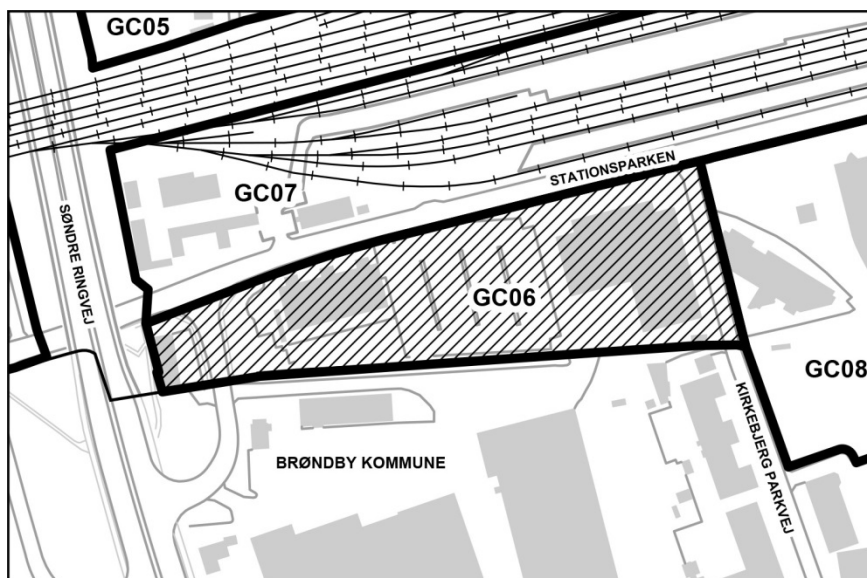 GC05
STATIONSPARKEN
GC07
SØNDRE RINGVEJ
GC06
GC08
KIRKEBJERG PARKVEJ
BRØNDBY KOMMUNE